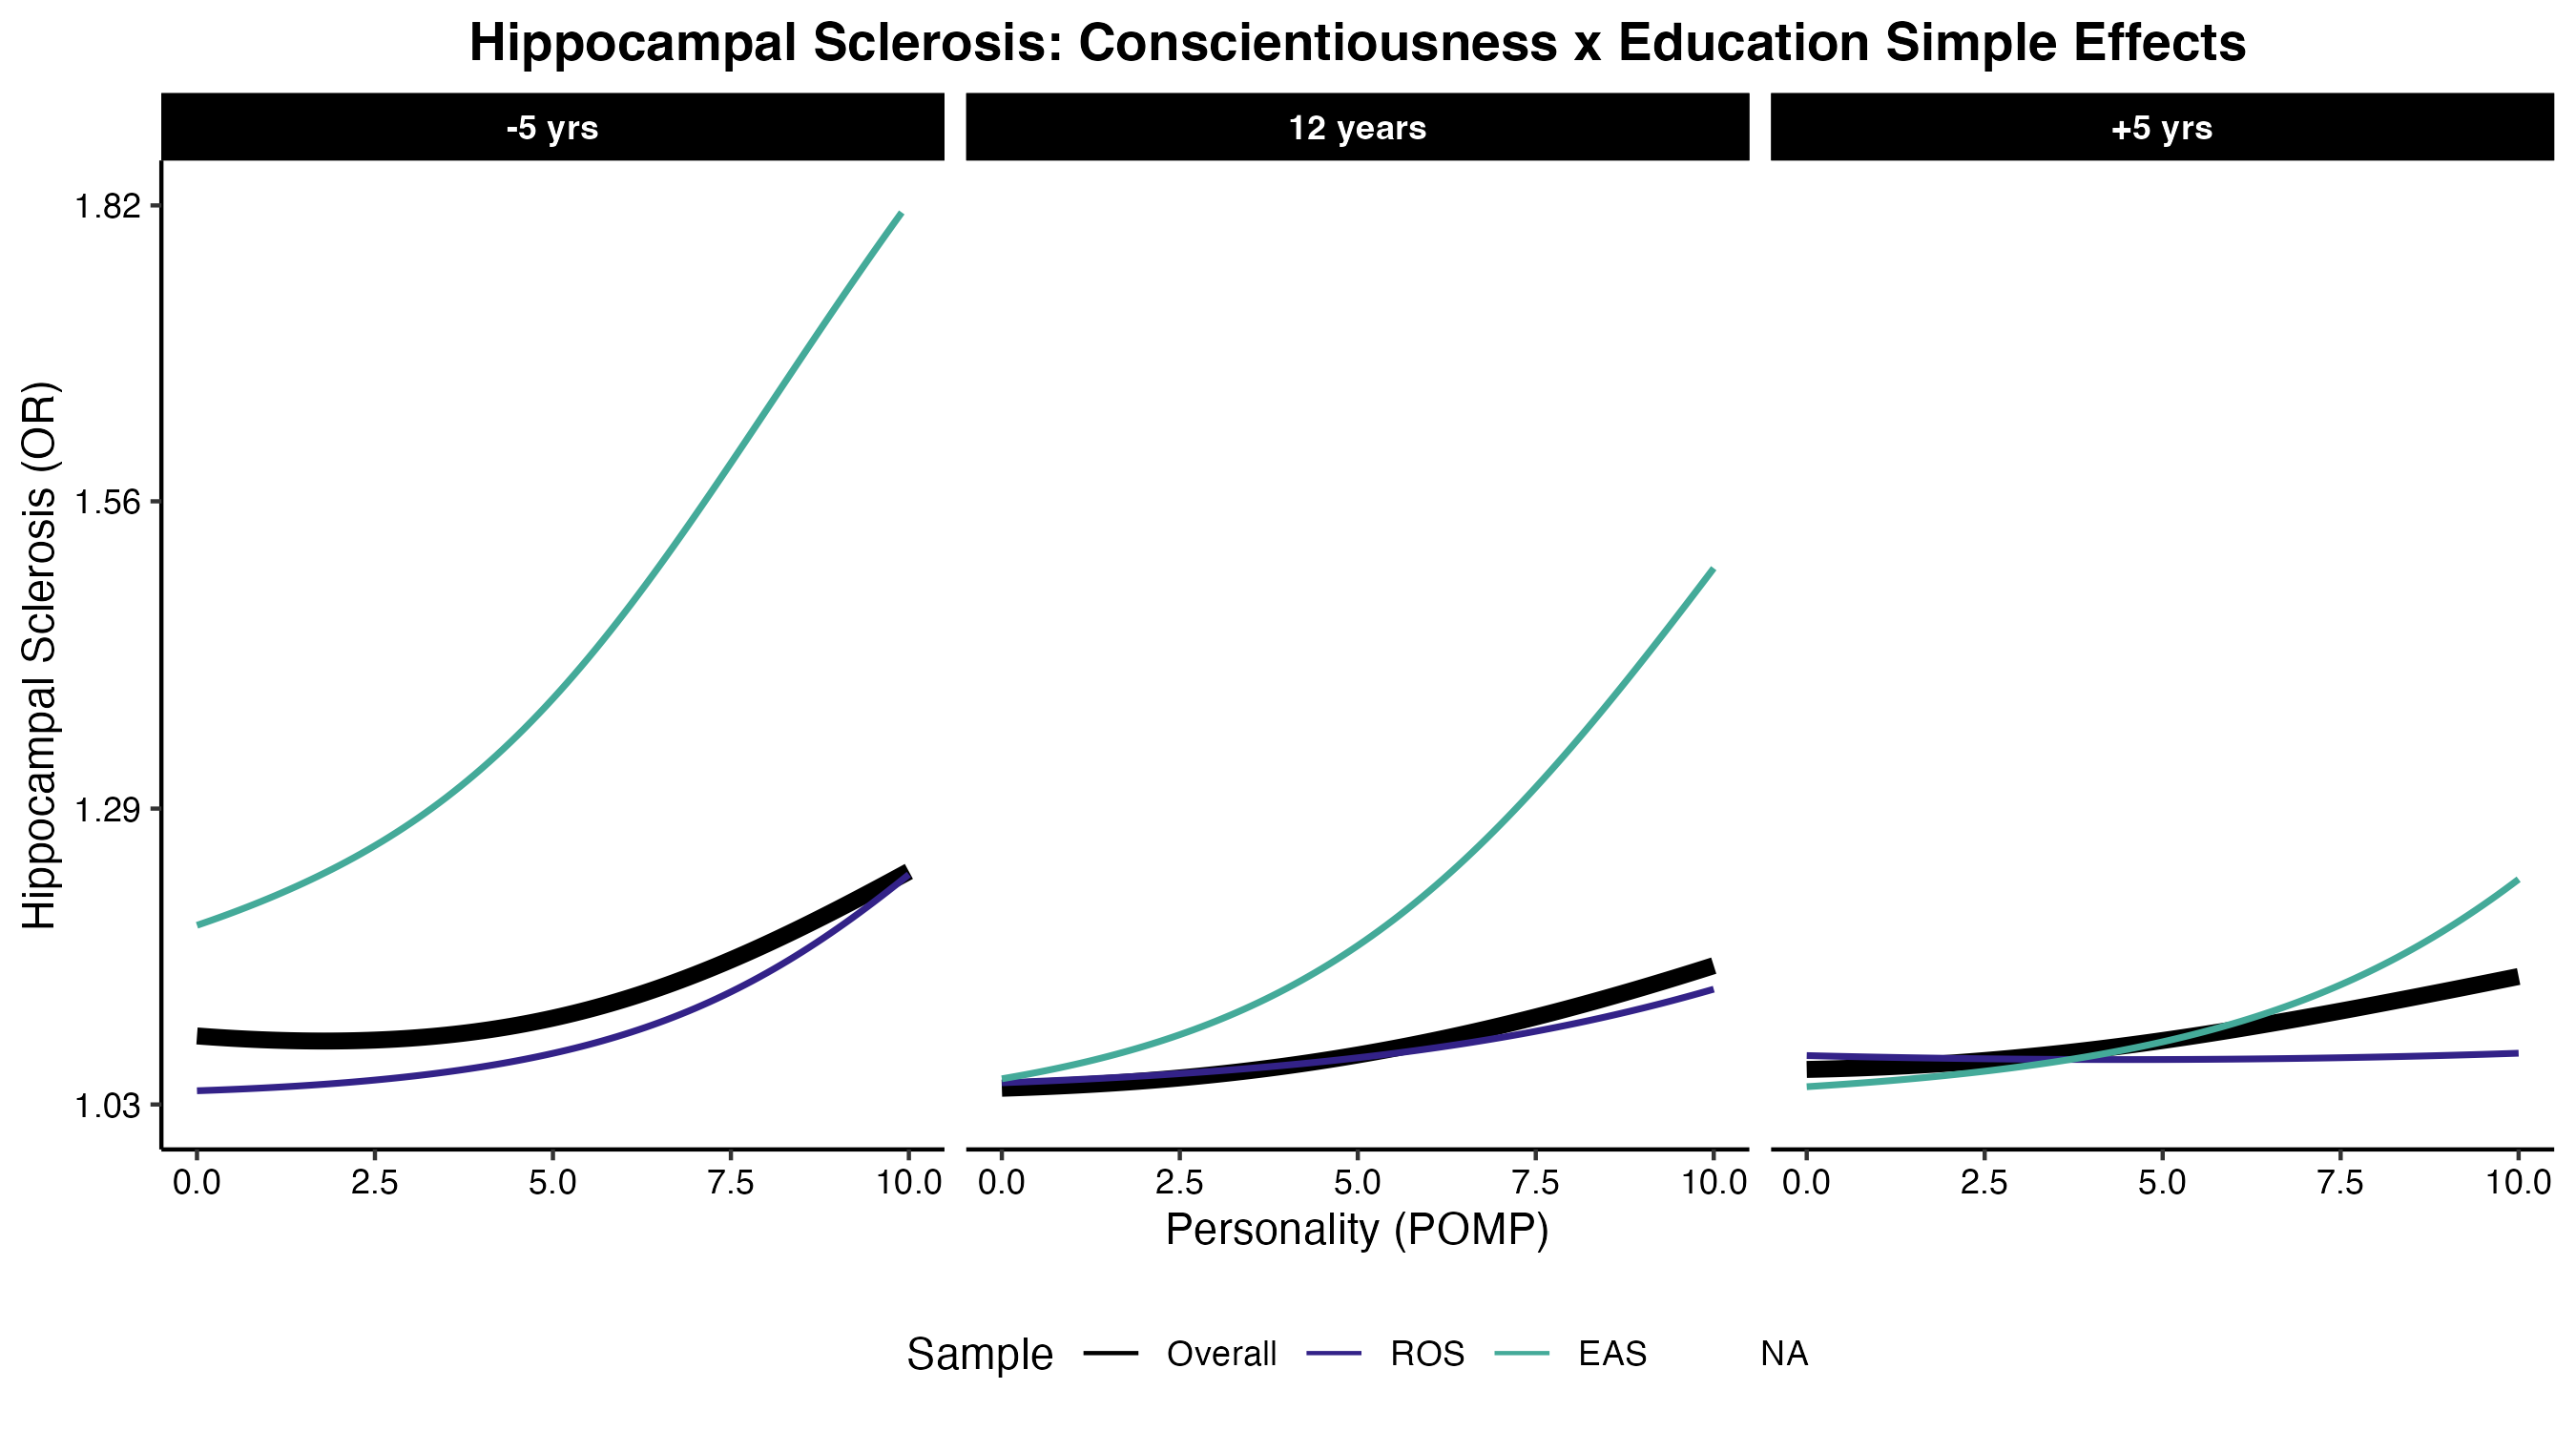 Hippocampal Sclerosis: Conscientiousness x Education Simple Effects
-5 yrs
12 years
+5 yrs
Hippocampal Sclerosis (OR)
1.82
1.56
1.29
1.03
0.0 2.5 5.0 7.5 10.0
0.0 2.5 5.0 7.5 10.0
0.0 2.5 5.0 7.5 10.0
Personality (POMP)
Sample Overall ROS EAS NA